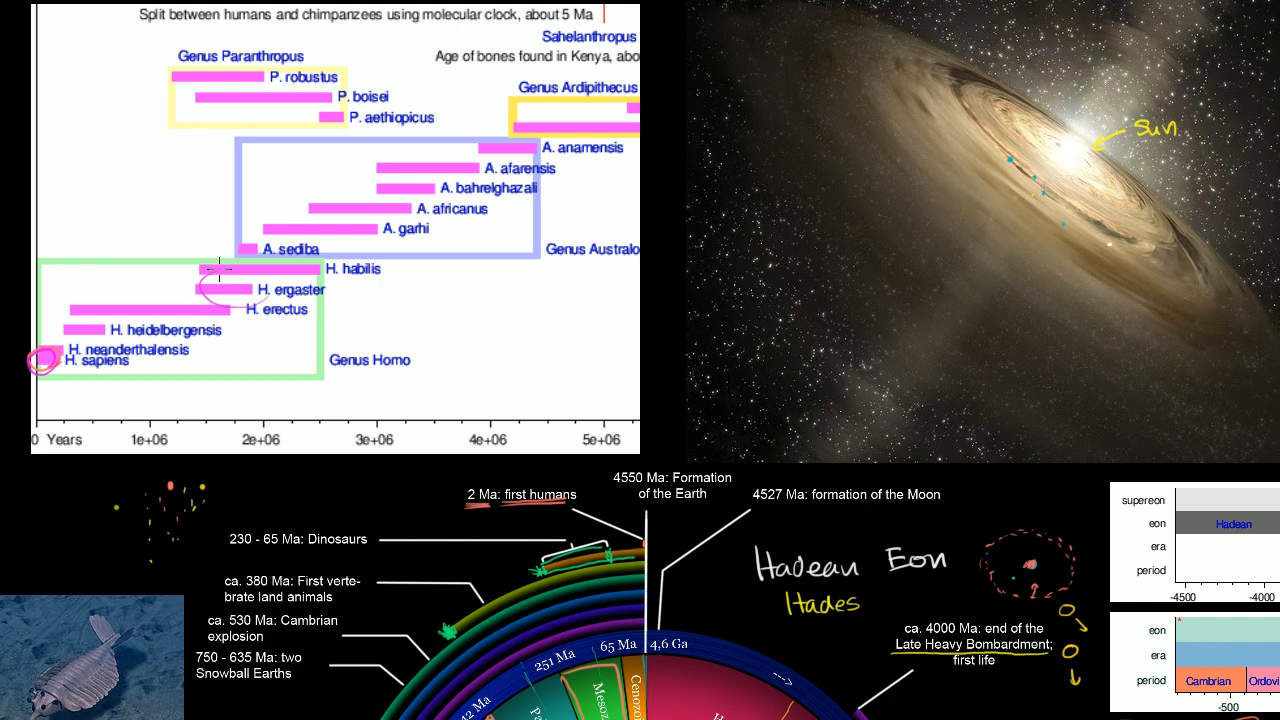 Split between humans and chimpanzees using molecular clock, about 5 Ma
Sahelanthropus
Genus Paranthropus
Age of bones found in Kenya, abo
P. robustus
Genus Ardipithecus
P. boisei
P. aethiopicus
A. anamensis
A. afarensis
A. bahrelghazali
A. africanus
A. garhi
A. sediba
Genus Australo
H. habilis
H. ergaster
H. erectus
H. heidelbergensis
H. neanderthalensis
H. sapiens
Genus Homo
0 Years 1e+06 2e+06 3e+06 4e+06 5e+06
Sun
4550 Ma: Formation
of the Earth
2 Ma: first humans
4527 Ma: formation of the Moon
230 - 65 Ma: Dinosaurs
ca. 380 Ma: First verte-
brate land animals
ca. 530 Ma: Cambrian
explosion
750 - 635 Ma: two
Snowball Earths
Hadean Eon
Hades
ca. 4000 Ma: end of the
Late Heavy Bombardment;
first life
65 Ma
4,6 Ga
251 Ma
42 Ma
Mesoz
Cenozo
Pal
H
supereon
eon
Hadean
era
period
-4500 -4000
eon
era
period
Cambrian
Ordovi
-500